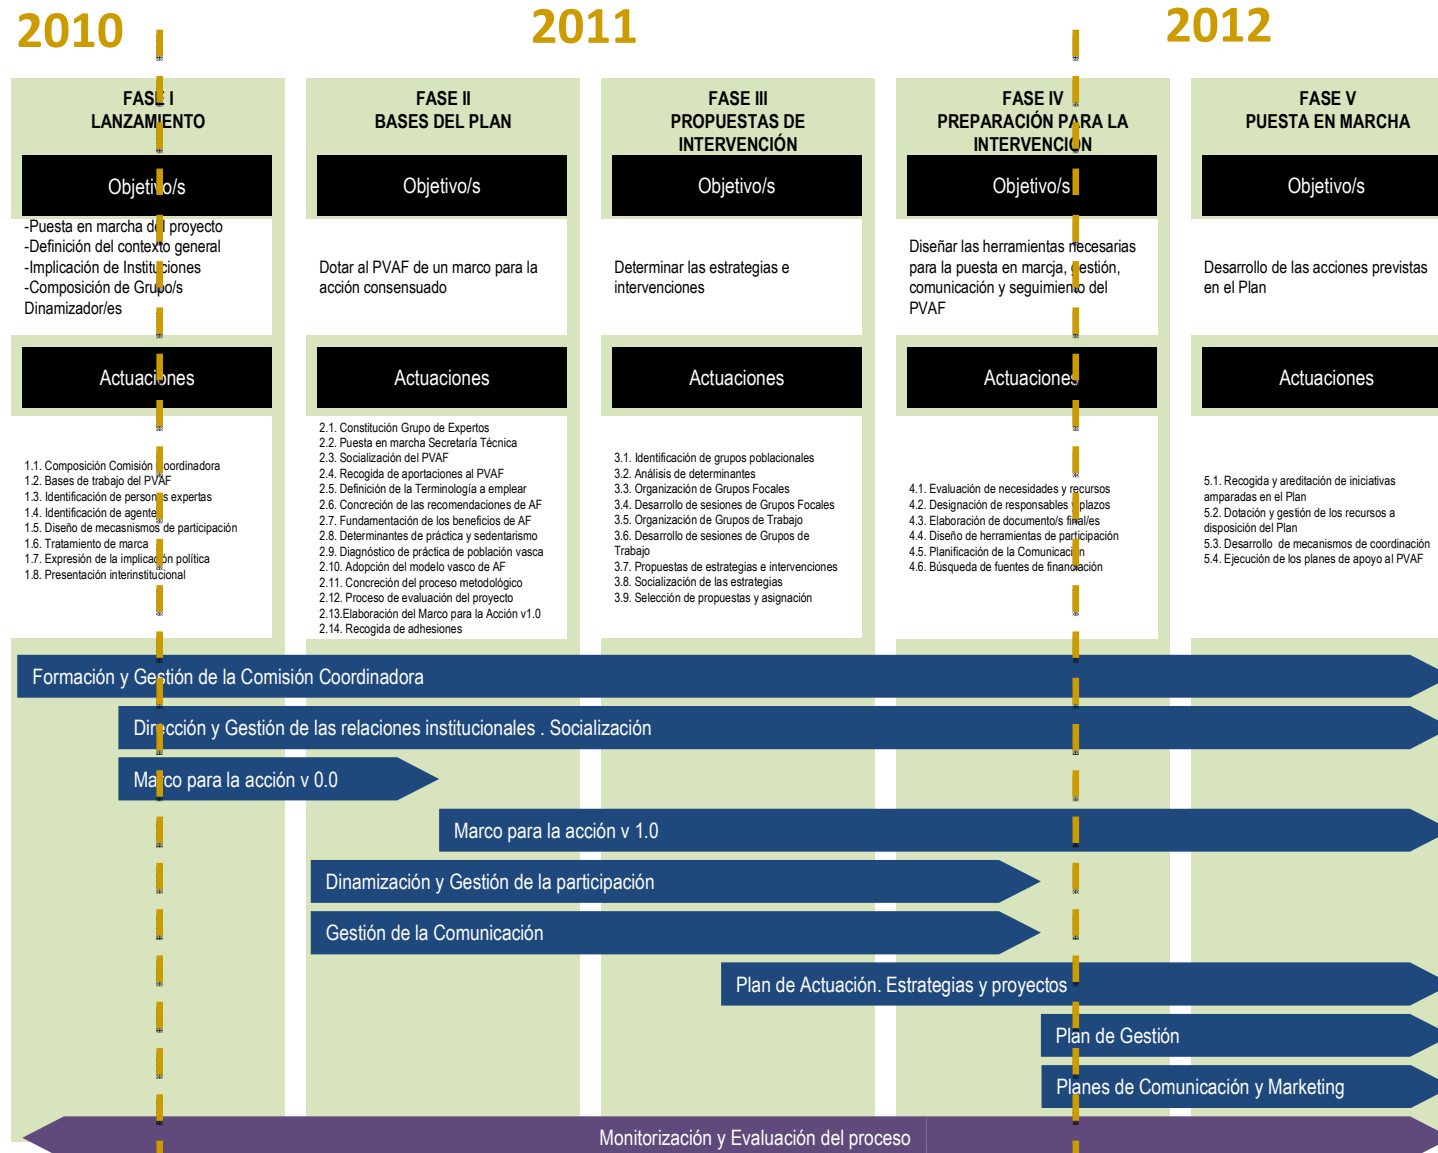 2010
2011
2012
FASE I
LANZAMIENTO
Objetivo/s
-Puesta en marcha del proyecto
-Definición del contexto general
-Implicación de Instituciones
-Composición de Grupo/s
Dinamizador/es
Actuaciones
1.1. Composición Comisión Coordinadora
1.2. Bases de trabajo del PVAF
1.3. Identificación de personas expertas
1.4. Identificación de agentes
1.5. Diseño de mecasnismos de participación
1.6. Tratamiento de marca
1.7. Expresión de la implicación política
1.8. Presentación interinstitucional
FASE II
BASES DEL PLAN
Objetivo/s
Dotar al PVAF de un marco para la
acción consensuado
Actuaciones
2.1. Constitución Grupo de Expertos
2.2. Puesta en marcha Secretaría Técnica
2.3. Socialización del PVAF
2.4. Recogida de aportaciones al PVAF
2.5. Definición de la Terminología a emplear
2.6. Concreción de las recomendaciones de AF
2.7. Fundamentación de los beneficios de AF
2.8. Determinantes de práctica y sedentarismo
2.9. Diagnóstico de práctica de población vasca
2.10. Adopción del modelo vasco de AF
2.11. Concreción del proceso metodológico
2.12. Proceso de evaluación del proyecto
2.13.Elaboración del Marco para la Acción v1.0
2.14. Recogida de adhesiones
FASE III
PROPUESTAS DE
INTERVENCIÓN
Objetivo/s
Determinar las estrategias e
intervenciones
Actuaciones
3.1. Identificación de grupos poblacionales
3.2. Análisis de determinantes
3.3. Organización de Grupos Focales
3.4. Desarrollo de sesiones de Grupos Focales
3.5. Organización de Grupos de Trabajo
3.6. Desarrollo de sesiones de Grupos de
Trabajo
3.7. Propuestas de estrategias e intervenciones
3.8. Socialización de las estrategias
3.9. Selección de propuestas y asignación
FASE IV
PREPARACIÓN PARA LA
INTERVENCIÓN
Objetivo/s
Diseñar las herramientas necesarias
para la puesta en marcja, gestión,
comunicación y seguimiento del
PVAF
Actuaciones
4.1. Evaluación de necesidades y recursos
4.2. Designación de responsables y plazos
4.3. Elaboración de documento/s final/es
4.4. Diseño de herramientas de participación
4.5. Planificación de la Comunicación
4.6. Búsqueda de fuentes de financiación
FASE V
PUESTA EN MARCHA
Objetivo/s
Desarrollo de las acciones previstas
en el Plan
Actuaciones
5.1. Recogida y areditación de iniciativas
amparadas en el Plan
5.2. Dotación y gestión de los recursos a
disposición del Plan
5.3. Desarrollo de mecanismos de coordinación
5.4. Ejecución de los planes de apoyo al PVAF
Formación y Gestión de la Comisión Coordinadora
Dirección y Gestión de las relaciones institucionales . Socialización
Marco para la acción v 0.0
Marco para la acción v 1.0
Dinamización y Gestión de la participación
Gestión de la Comunicación
Plan de Actuación. Estrategias y proyectos
Plan de Gestión
Planes de Comunicación y Marketing
Monitorización y Evaluación del proceso